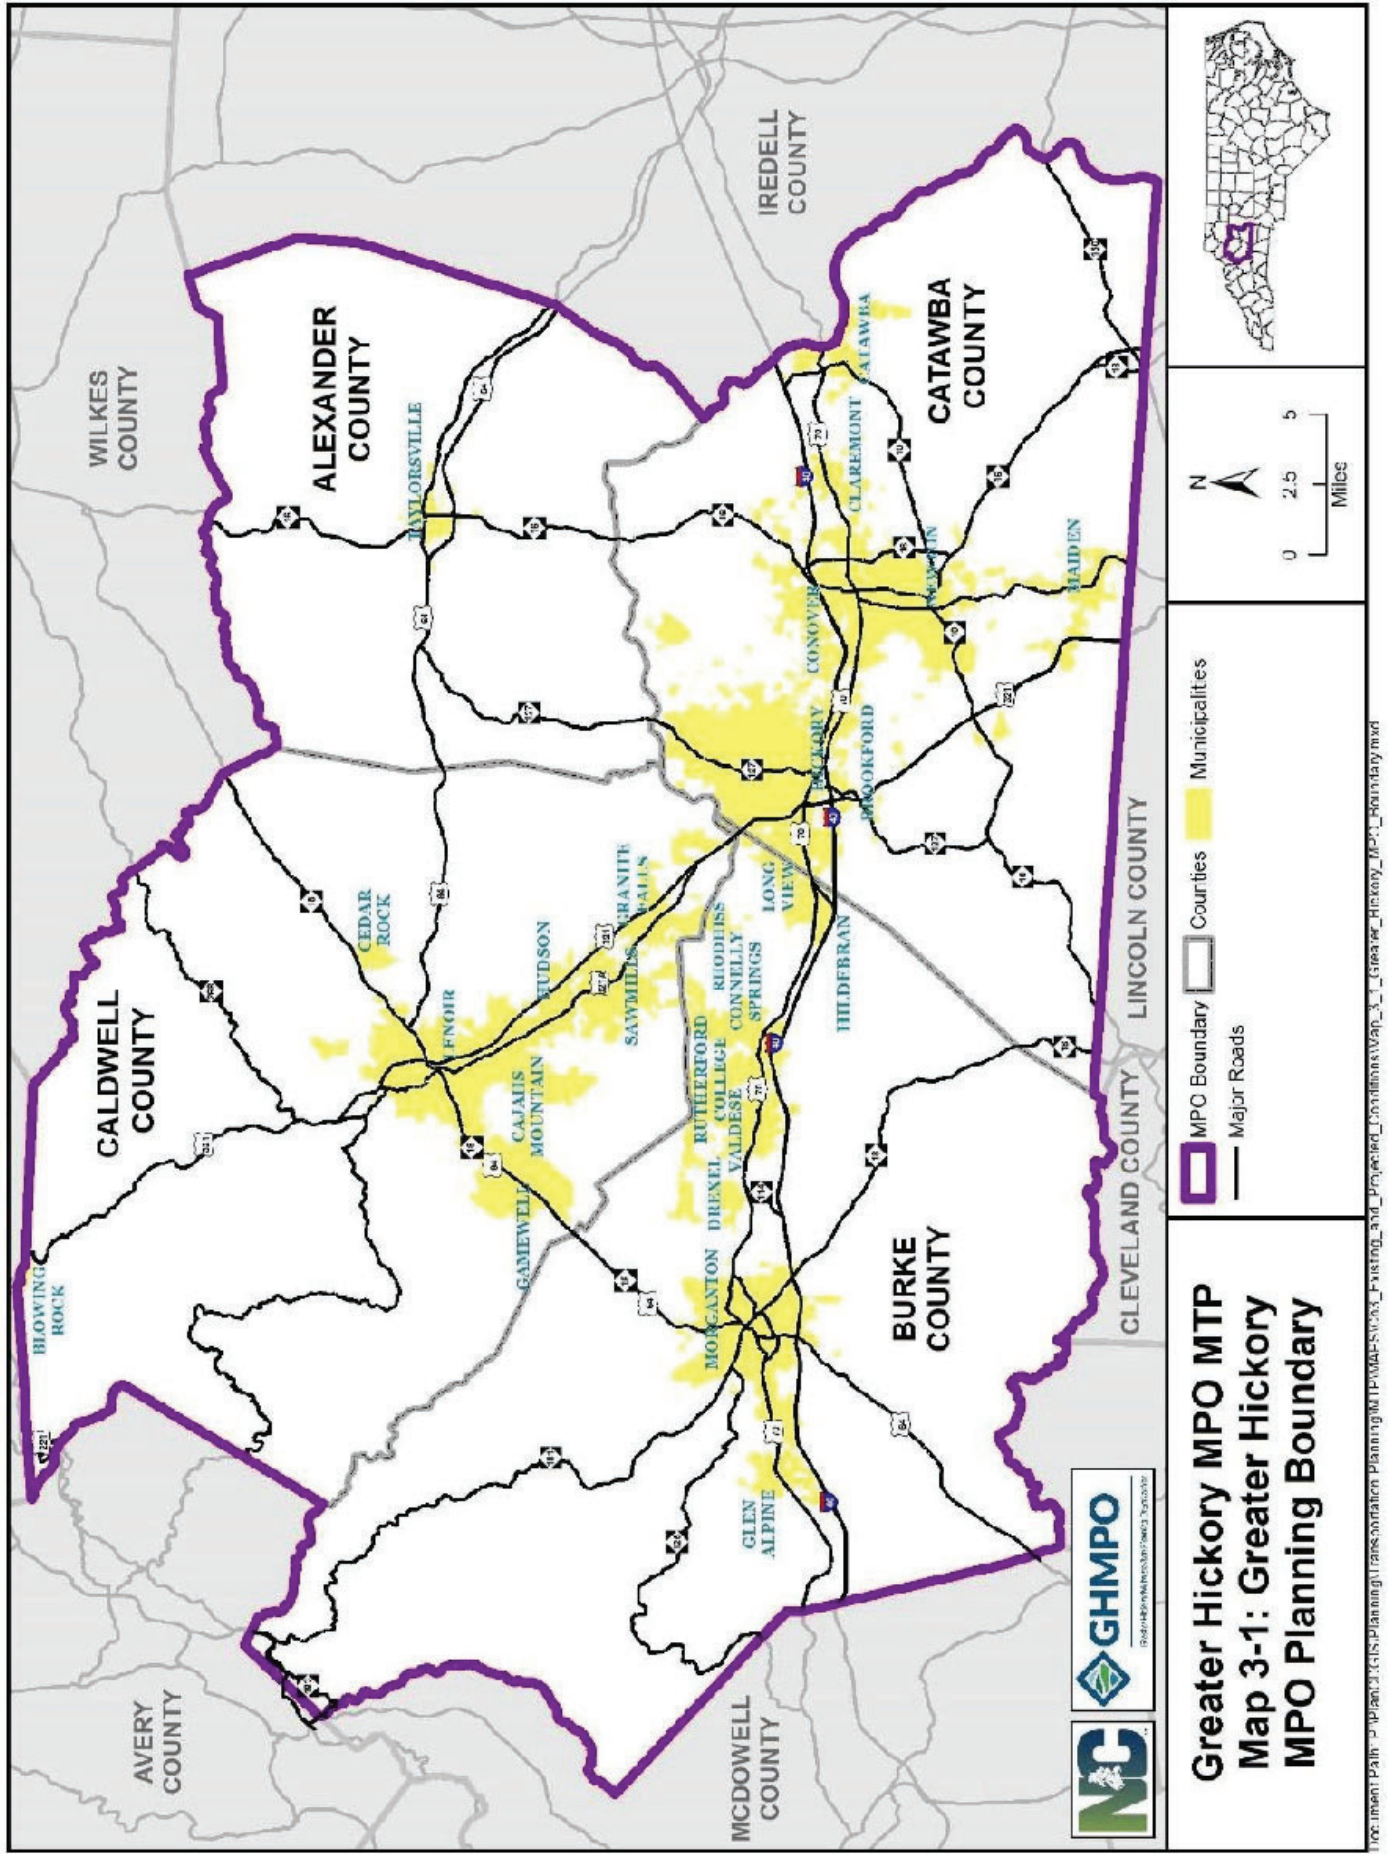 WILKES
COUNTY
AVERY
COUNTY
IREDELL
COUNTY
MCDOWELL
COUNTY
CLEVELAND COUNTY
LINCOLN COUNTY
CALDWELL
COUNTY
ALEXANDER
COUNTY
BURKE
COUNTY
CATAWBA
COUNTY
BLOWING
ROCK
CEDAR
ROCK
TAYLORSVILLE
LENOIR
HUDSON
CAJAHS
MOUNTAIN
GAMEWELL
SAWMILLS
GRANITE
FALLS
RHODHISS
CONNELLY
SPRINGS
RUTHERFORD
COLLEGE
VALDESE
DREXEL
MORGANTON
GLEN
ALPINE
LONG
VIEW
HILDEBRAN
HICKORY
BROOKFORD
CONOVER
NEWTON
CLAREMONT
CATAWBA
MAIDEN
NC
GHMPO
Greater Hickory MPO MTP
Map 3-1: Greater Hickory
MPO Planning Boundary
MPO Boundary
Counties
Municipalities
Major Roads
N
0 2.5 5
Miles